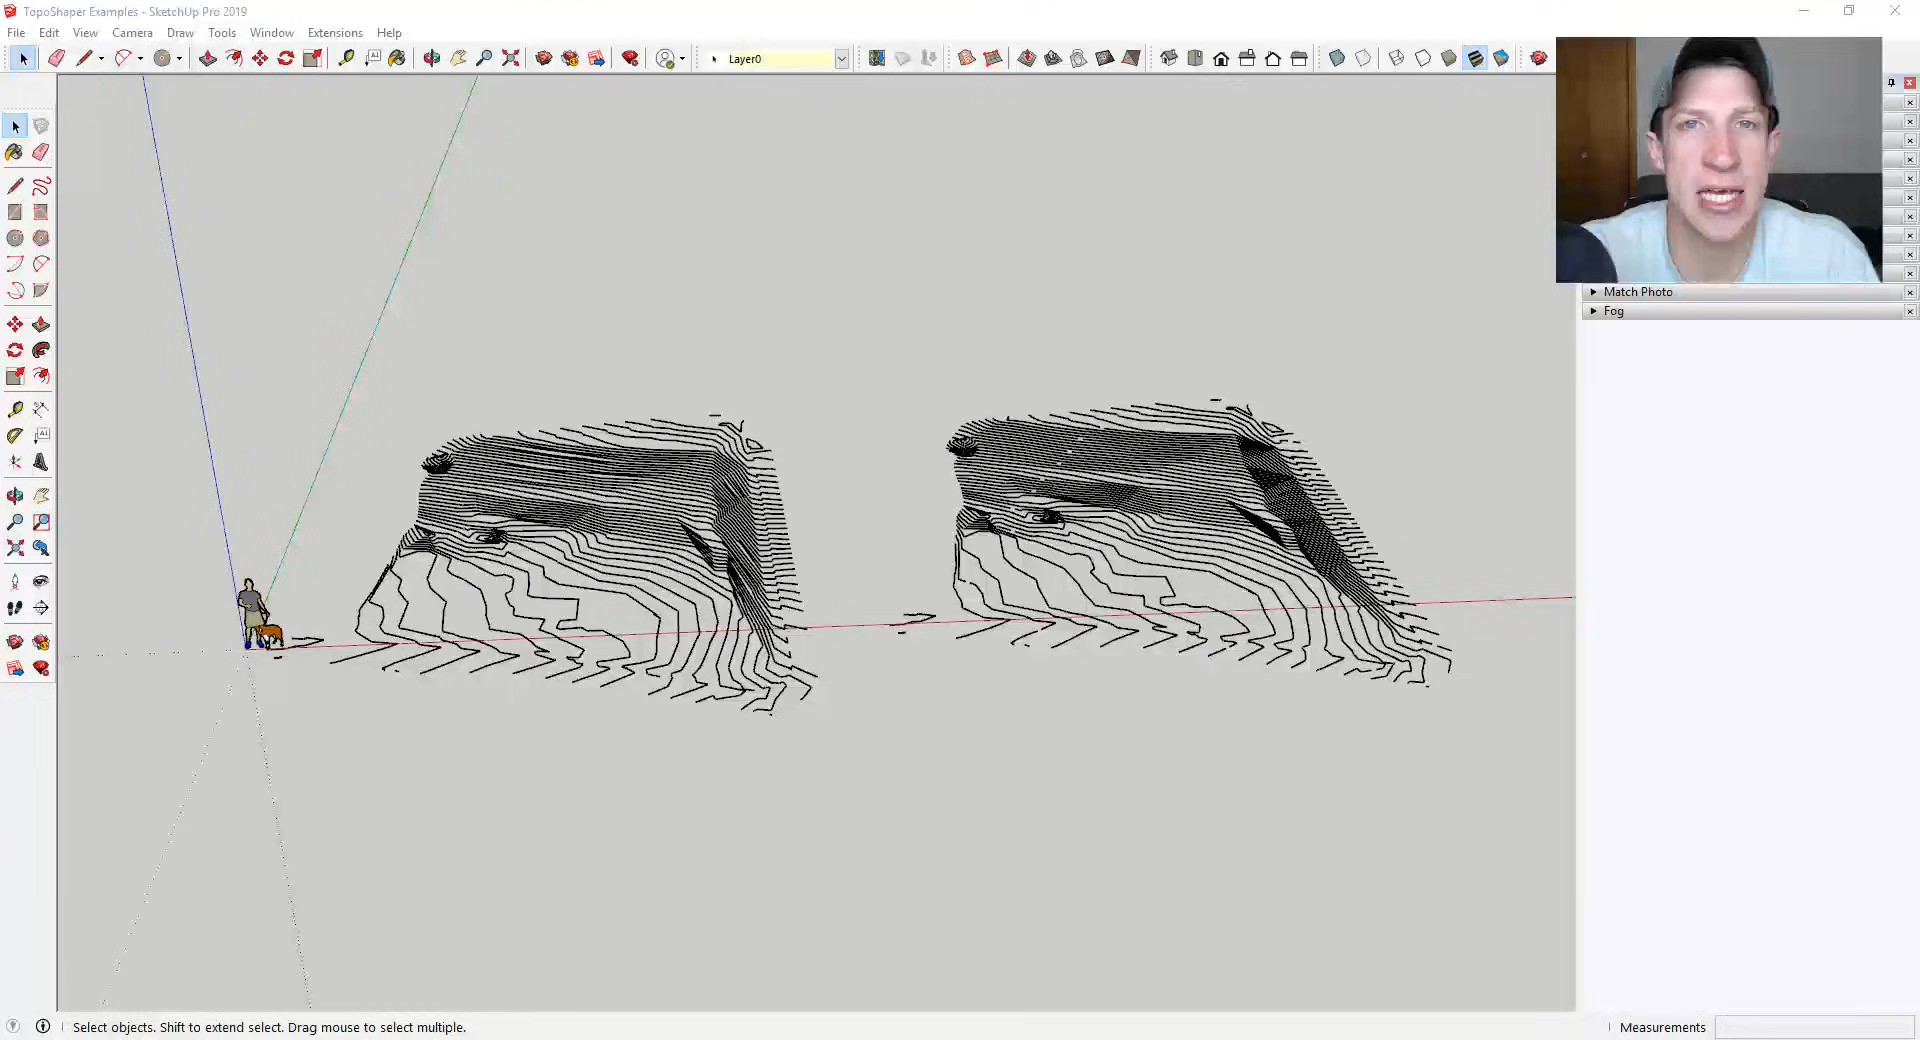 TopoShaper Examples - SketchUp Pro 2019
File Edit View Camera Draw Tools Window Extensions Help
Layer0
Match Photo
Fog
Select objects. Shift to extend select. Drag mouse to select multiple.
Measurements